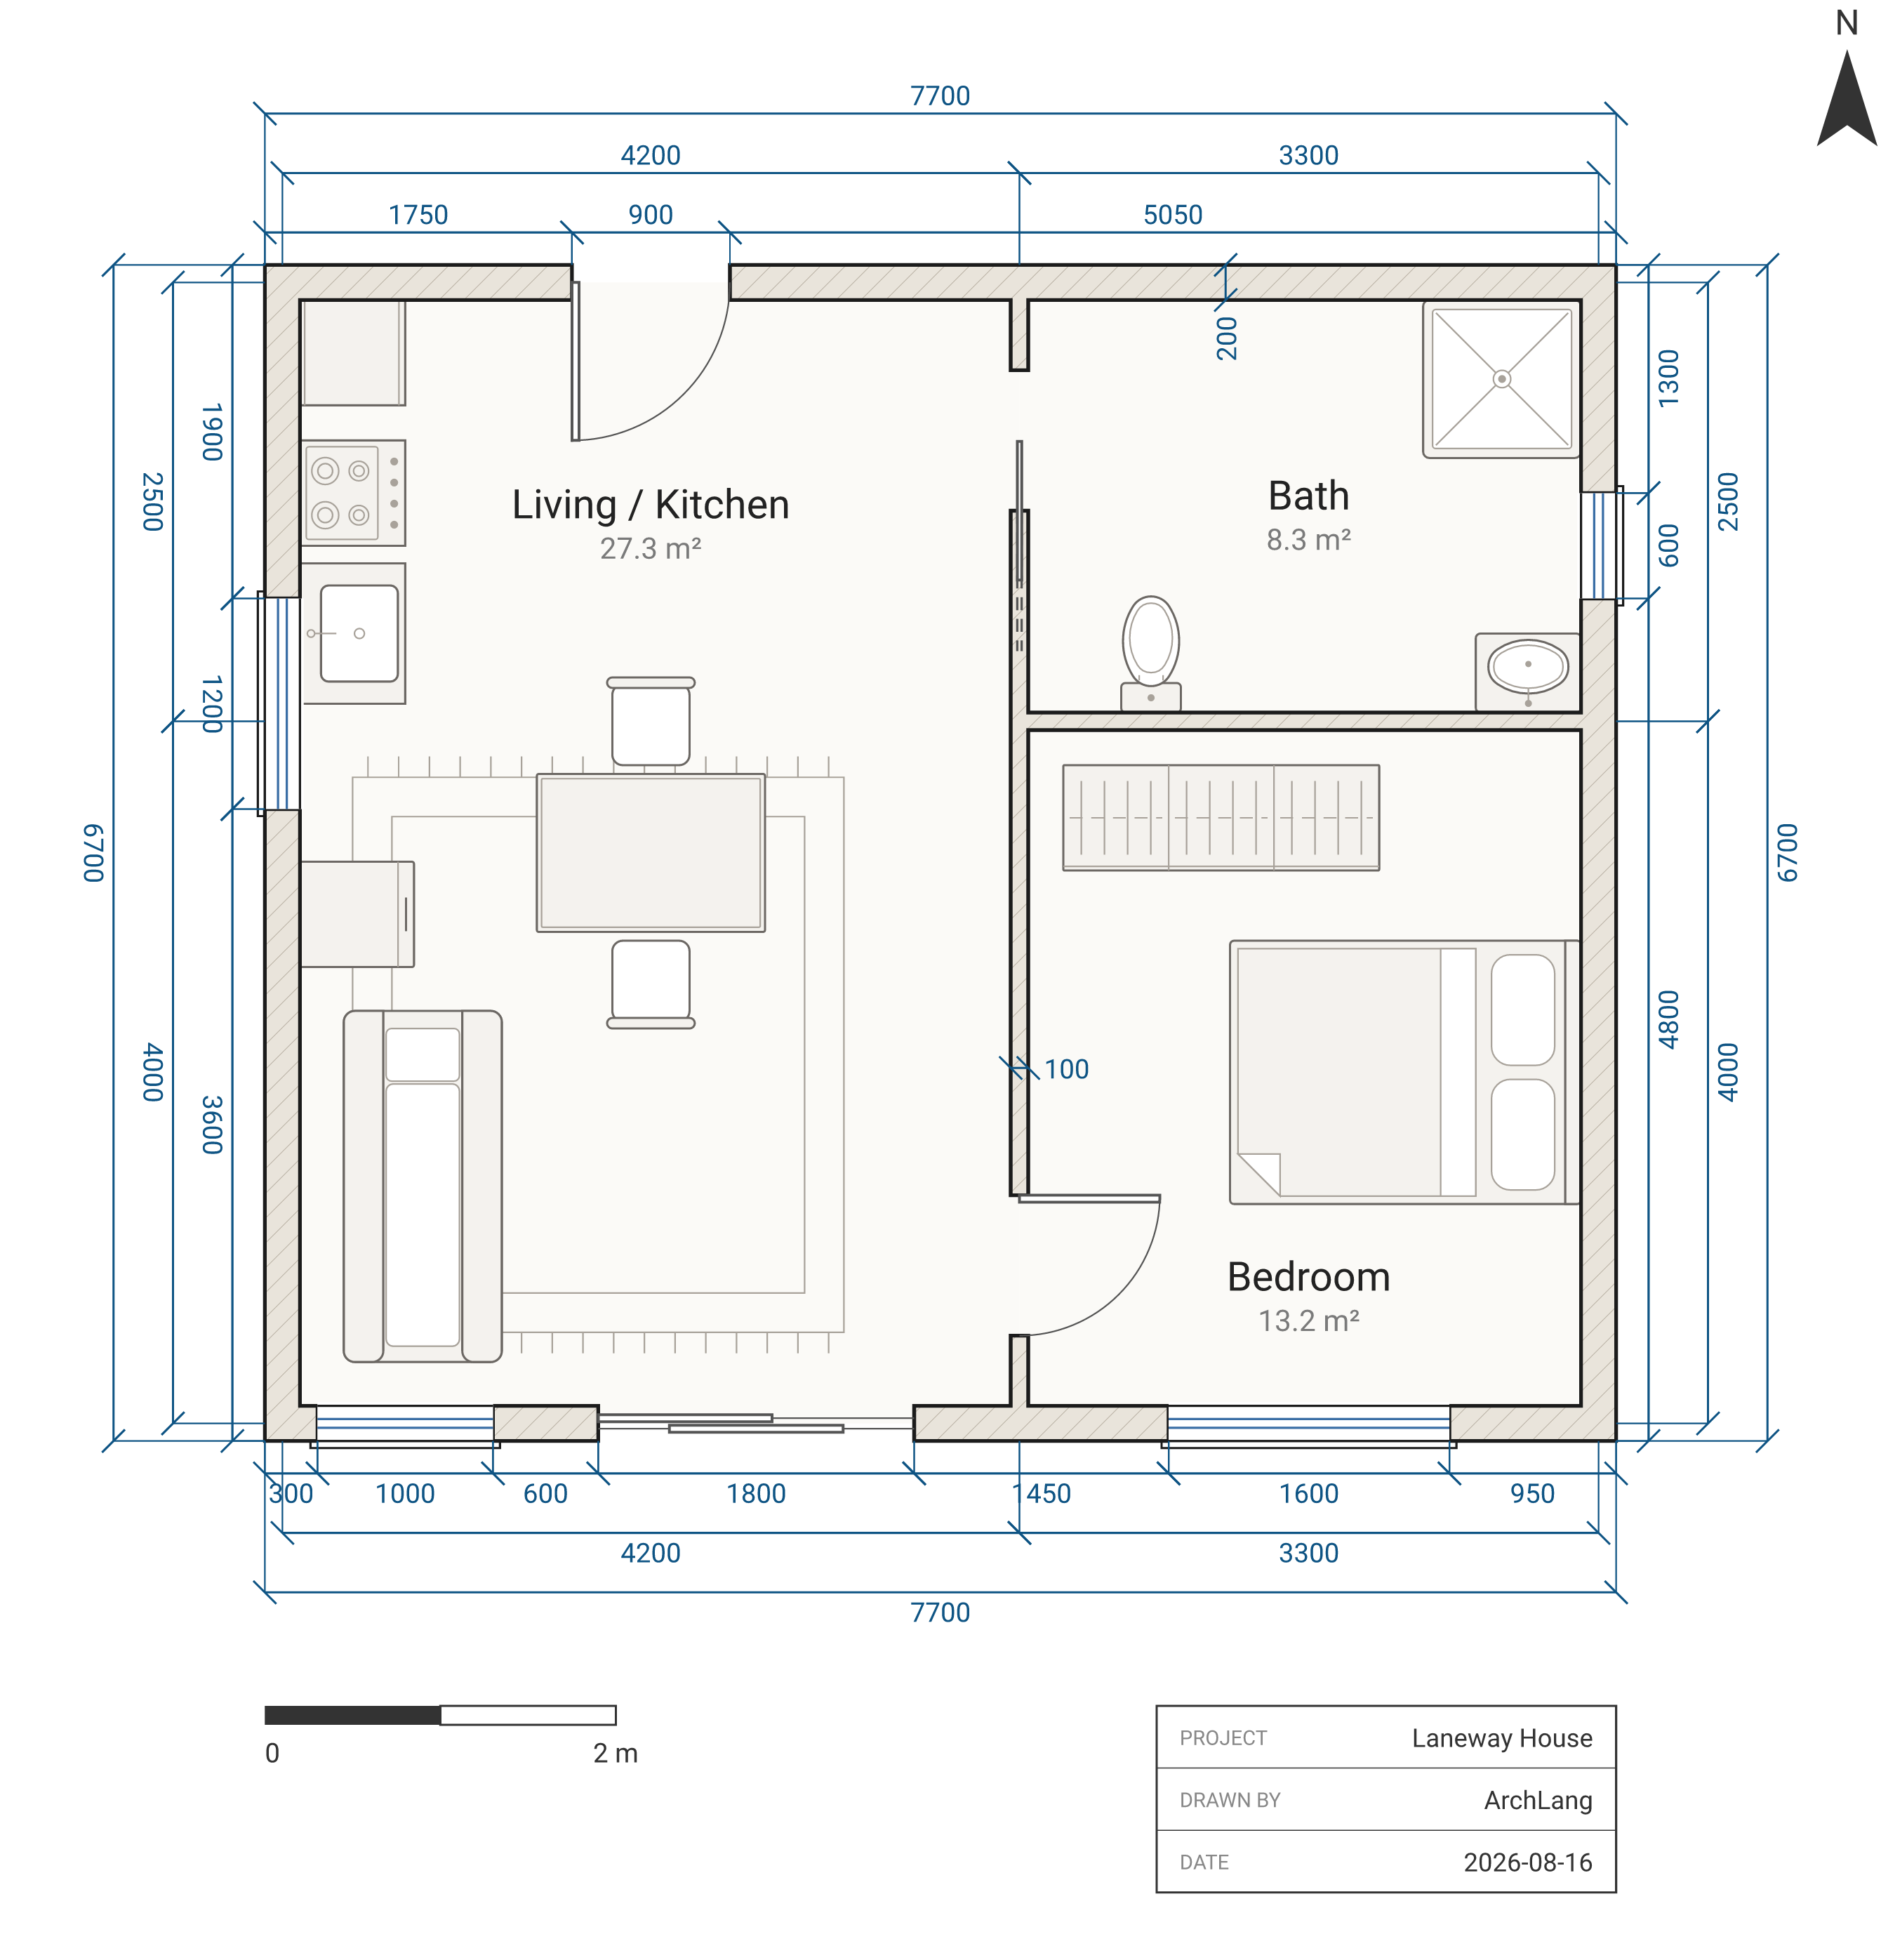 N
7700
4200 3300
1750 900 5050
200
1300
1900
2500
2500
600
Living / Kitchen
27.3 m²
Bath
8.3 m²
1200
6700
6700
4800
4000
4000
3600
100
Bedroom
13.2 m²
300 1000 600 1800 1450 1600 950
4200 3300
7700
0 2 m
PROJECT Laneway House
DRAWN BY ArchLang
DATE 2026-08-16